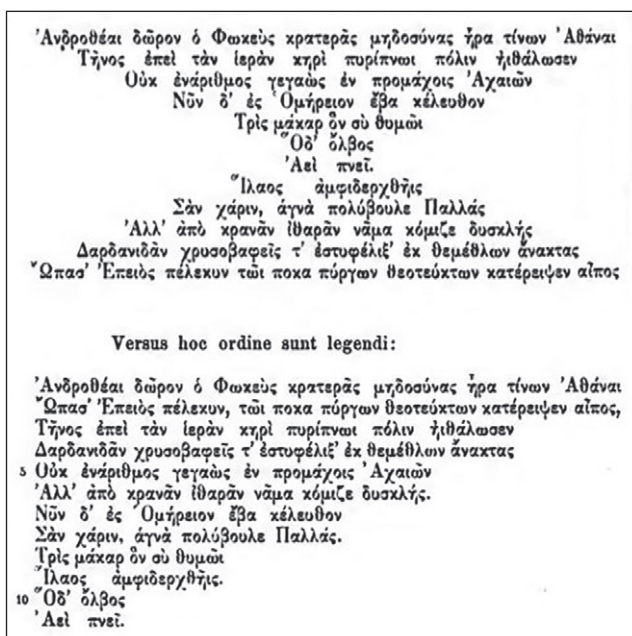 Ἀνδροθέαι δῶρον ὁ Φωκεὺς κρατερᾶς μηδοσύνας ἦρα τίνων Ἀθάναι
Τῆνος ἐπεὶ τὰν ἱερὰν κηρὶ πυρίπνωι πόλιν ᾐθάλωσεν
Οὐκ ἐνάριθμος γεγαὼς ἐν προμάχοις Ἀχαιῶν
Νῦν δ' ἐς Ὁμήρειον ἔβα κέλευθον
Τρὶς μάκαρ ὃν σὺ θυμῶι
Ὅδ' ὄλβος
Ἀεὶ πνεῖ.
Ἵλαος ἀμφιδερχθῆις
Σὰν χάριν, ἁγνὰ πολύβουλε Παλλάς
Ἀλλ' ἀπὸ κρανᾶν ἰθαρᾶν νᾶμα κόμιζε δυσκλής
Δαρδανιδᾶν χρυσοβαφεῖς τ' ἐστυφέλιξ' ἐκ θεμέθλων ἄνακτας
Ὤπασ' Ἐπειὸς πέλεκυν τῶι ποκα πύργων θεοτεύκτων κατέρειψεν αἶπος
Versus hoc ordine sunt legendi:
Ἀνδροθέαι δῶρον ὁ Φωκεὺς κρατερᾶς μηδοσύνας ἦρα τίνων Ἀθάναι
Ὤπασ' Ἐπειὸς πέλεκυν, τῶι ποκα πύργων θεοτεύκτων κατέρειψεν αἶπος,
Τῆνος ἐπεὶ τὰν ἱερὰν κηρὶ πυρίπνωι πόλιν ᾐθάλωσεν
Δαρδανιδᾶν χρυσοβαφεῖς τ' ἐστυφέλιξ' ἐκ θεμέθλων ἄνακτας
5 Οὐκ ἐνάριθμος γεγαὼς ἐν προμάχοις Ἀχαιῶν
Ἀλλ' ἀπὸ κρανᾶν ἰθαρᾶν νᾶμα κόμιζε δυσκλής.
Νῦν δ' ἐς Ὁμήρειον ἔβα κέλευθον
Σὰν χάριν, ἁγνὰ πολύβουλε Παλλάς.
Τρὶς μάκαρ ὃν σὺ θυμῶι
Ἵλαος ἀμφιδερχθῆις.
10 Ὅδ' ὄλβος
Ἀεὶ πνεῖ.